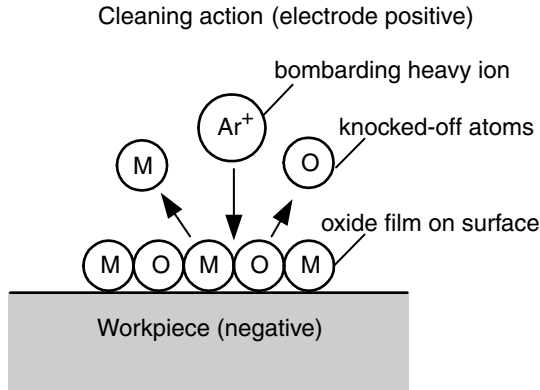 Cleaning action (electrode positive)
bombarding heavy ion
Ar+
knocked-off atoms
M
O
oxide film on surface
M O M O M
Workpiece (negative)